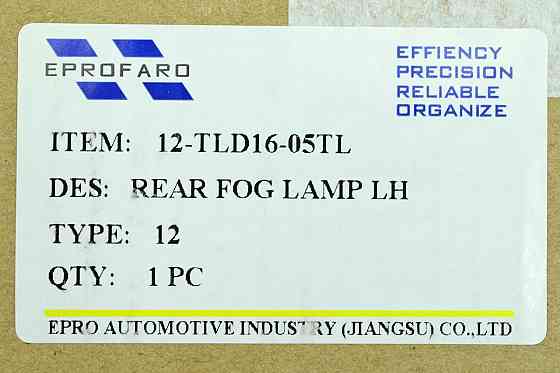 EPROFARO
EFFIENCY
PRECISION
RELIABLE
ORGANIZE
ITEM: 12-TLD16-05TL
DES: REAR FOG LAMP LH
TYPE: 12
QTY: 1 PC
EPRO AUTOMOTIVE INDUSTRY (JIANGSU) CO.,LTD